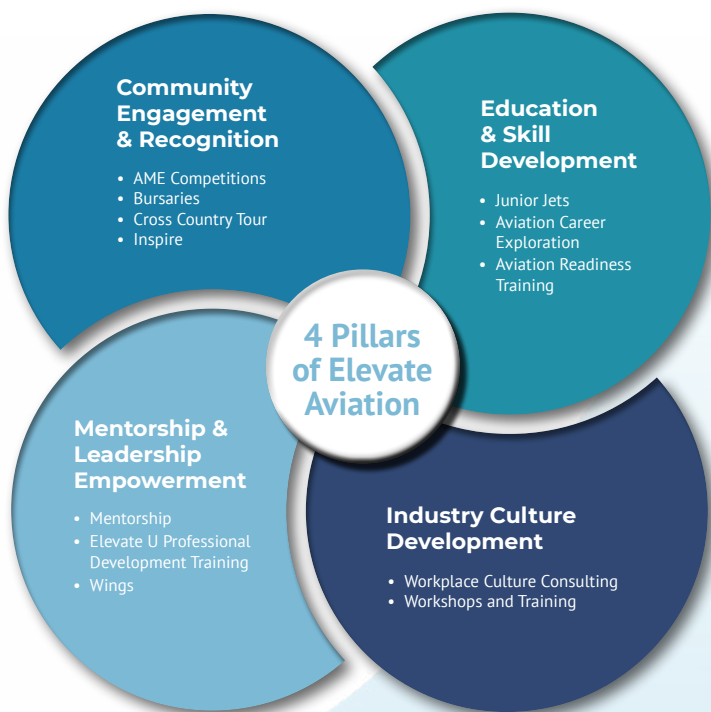 Community
Engagement
& Recognition
• AME Competitions
• Bursaries
• Cross Country Tour
• Inspire
Education
& Skill
Development
• Junior Jets
• Aviation Career
Exploration
• Aviation Readiness
Training
4 Pillars
of Elevate
Aviation
Mentorship &
Leadership
Empowerment
• Mentorship
• Elevate U Professional
Development Training
• Wings
Industry Culture
Development
• Workplace Culture Consulting
• Workshops and Training